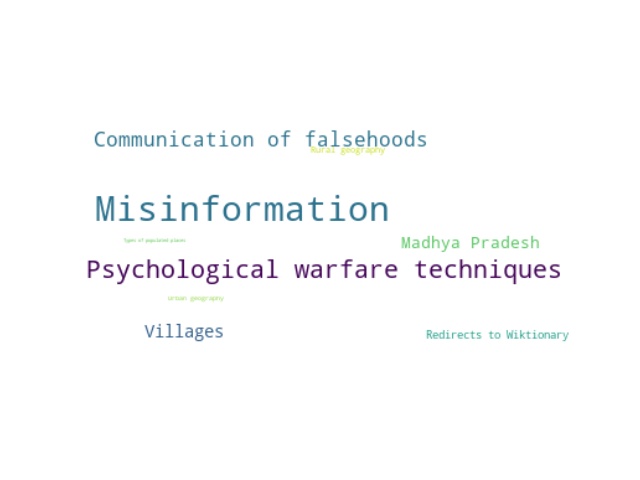 Communication of falsehoods
Rural geography
Misinformation
Types of populated places
Madhya Pradesh
Psychological warfare techniques
urban geography
Villages
Redirects to Wiktionary